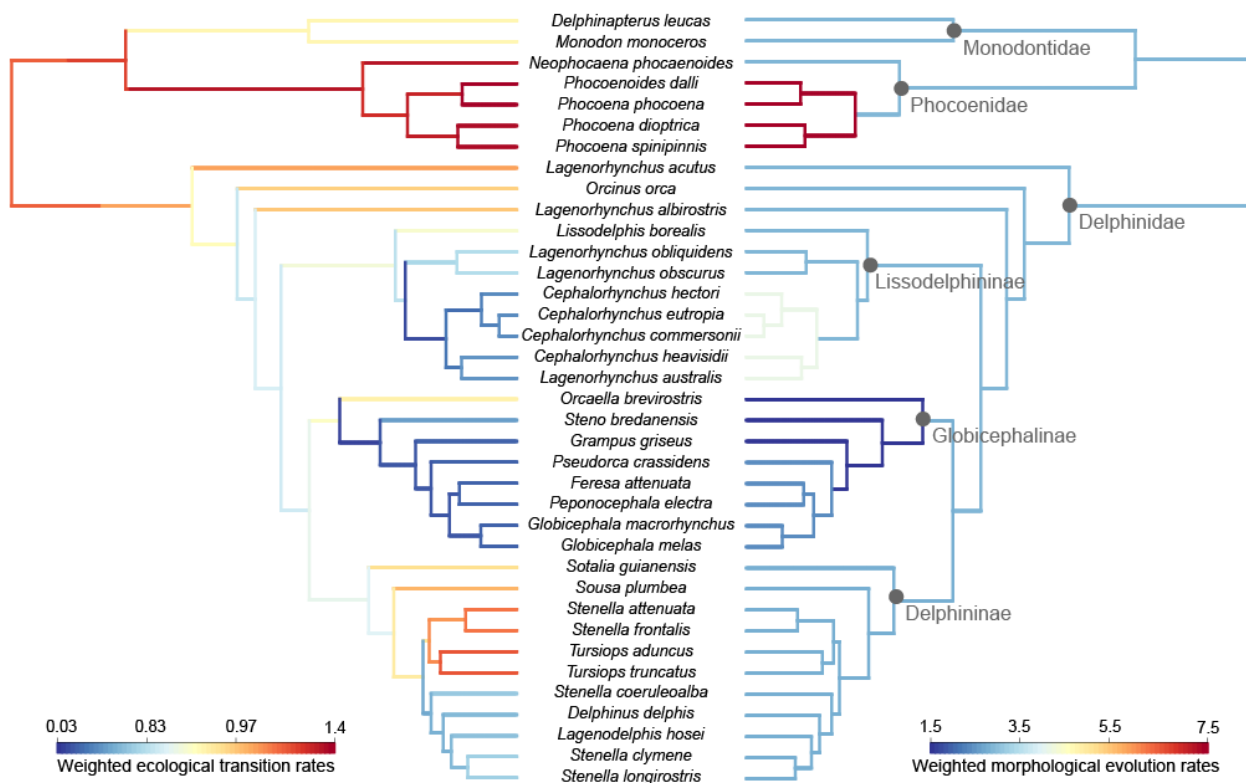 Delphinapterus leucas
Monodon monoceros
Monodontidae
Neophocaena phocaenoides
Phocoenoides dalli
Phocoenidae
Phocoena phocoena
Phocoena dioptrica
Phocoena spinipinnis
Lagenorhynchus acutus
Orcinus orca
Lagenorhynchus albirostris
Delphinidae
Lissodelphis borealis
Lagenorhynchus obliquidens
Lagenorhynchus obscurus
Lissodelphininae
Cephalorhynchus hectori
Cephalorhynchus eutropia
Cephalorhynchus commersonii
Cephalorhynchus heavisidii
Lagenorhynchus australis
Orcaella brevirostris
Steno bredanensis
Grampus griseus
Globicephalinae
Pseudorca crassidens
Feresa attenuata
Peponocephala electra
Globicephala macrorhynchus
Globicephala melas
Sotalia guianensis
Sousa plumbea
Stenella attenuata
Delphininae
Stenella frontalis
Tursiops aduncus
Tursiops truncatus
Stenella coeruleoalba
Delphinus delphis
Lagenodelphis hosei
Stenella clymene
Stenella longirostris
0.03 0.83 0.97 1.4
Weighted ecological transition rates
1.5 3.5 5.5 7.5
Weighted morphological evolution rates